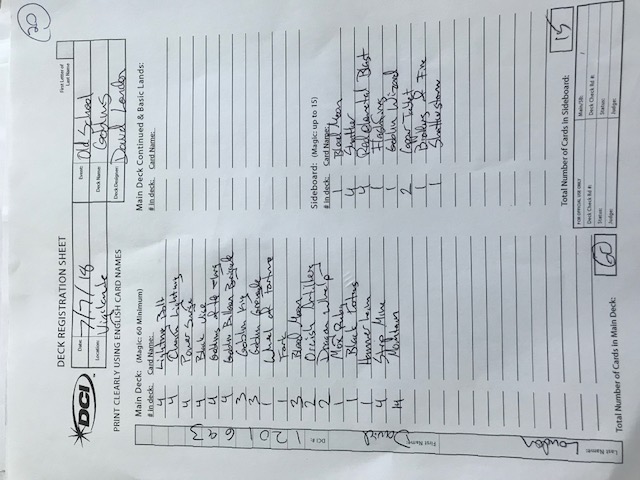 20
DECK REGISTRATION SHEET
First Letter of
Last Name
DCI
Date: 7/7/18
Event: Old School
Location: Vigilante
Deck Name: Goblins
Deck Designer: David London
PRINT CLEARLY USING ENGLISH CARD NAMES
Main Deck: (Magic: 60 Minimum)
# in deck: Card Name:
4 Lightning Bolt
4 Chain Lightning
4 Power Surge
4 Black Vice
4 Goblins of the Flarg
4 Goblin Balloon Brigade
3 Goblin King
3 Goblin Grenade
1 Wheel of Fortune
1 Fork
3 Blood Moon
2 Orcish Artillery
2 Dragon Whelp
1 Mox Ruby
1 Black Lotus
1 Hammerheim
4 Strip Mine
14 Mountain
Total Number of Cards in Main Deck: 60
Main Deck Continued & Basic Lands:
# in deck: Card Name:
Sideboard: (Magic: up to 15)
# in deck: Card Name:
1 Blood Moon
4 Shatter
4 Red Elemental Blast
1 Flashfires
1 Goblin Wizard
2 Copper Tablet
1 Brothers of Fire
1 Shatterstorm
Total Number of Cards in Sideboard: 15
FOR OFFICIAL USE ONLY
Main/SB: /
Deck Check Rd #: Deck Check Rd #:
Status: Status:
Judge: Judge:
DCI #: 1201693
First Name: David
Last Name: London